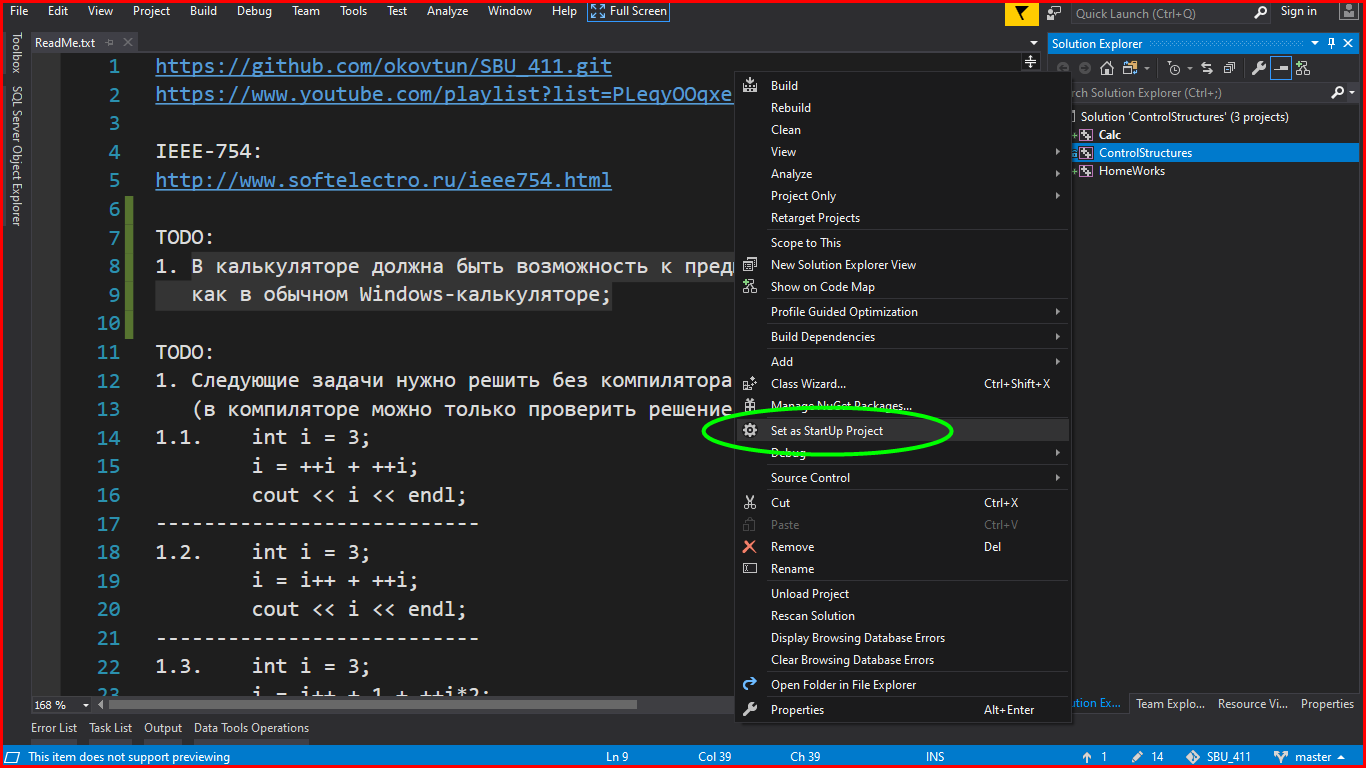 File Edit View Project Build Debug Team Tools Test Analyze Window Help Full Screen Quick Launch (Ctrl+Q) Sign in
ReadMe.txt
Solution Explorer
Toolbox
SQL Server Object Explorer
1 https://github.com/okovtun/SBU_411.git
2 https://www.youtube.com/playlist?list=PLeqyOOqxe
3
4 IEEE-754:
5 http://www.softelectro.ru/ieee754.html
6
7 TODO:
8 1. В калькуляторе должна быть возможность к
9 как в обычном Windows-калькуляторе;
10
11 TODO:
12 1. Следующие задачи нужно решить без компилятора
13 (в компиляторе можно только проверить решение
14 1.1. int i = 3;
15 i = ++i + ++i;
16 cout << i << endl;
17 ---------------------------
18 1.2. int i = 3;
19 i = i++ + ++i;
20 cout << i << endl;
21 ---------------------------
22 1.3. int i = 3;
23 i = i++ + 1 + ++i*2;
Build
Rebuild
Clean
View
Analyze
Project Only
Retarget Projects
Scope to This
New Solution Explorer View
Show on Code Map
Profile Guided Optimization
Build Dependencies
Add
Class Wizard... Ctrl+Shift+X
Manage NuGet Packages...
Set as StartUp Project
Debug
Source Control
Cut Ctrl+X
Paste Ctrl+V
Remove Del
Rename
Unload Project
Rescan Solution
Display Browsing Database Errors
Clear Browsing Database Errors
Open Folder in File Explorer
Properties Alt+Enter
Solution Explorer (Ctrl+;)
Solution 'ControlStructures' (3 projects)
Calc
ControlStructures
HomeWorks
168 %
Ex... Team Explo... Resource Vi... Properties
Error List Task List Output Data Tools Operations
This item does not support previewing Ln 9 Col 39 Ch 39 INS 1 14 SBU_411 master